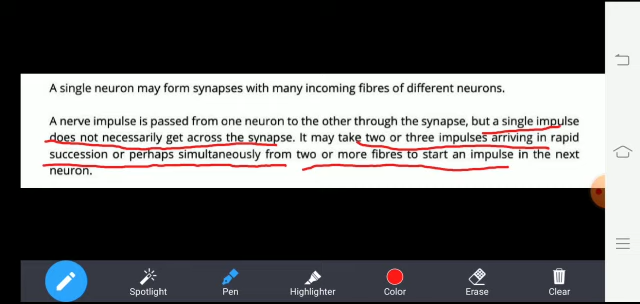 A single neuron may form synapses with many incoming fibres of different neurons.
A nerve impulse is passed from one neuron to the other through the synapse, but a single impulse
does not necessarily get across the synapse. It may take two or three impulses arriving in rapid
succession or perhaps simultaneously from two or more fibres to start an impulse in the next
neuron.
Spotlight Pen Highlighter Color Erase Clear